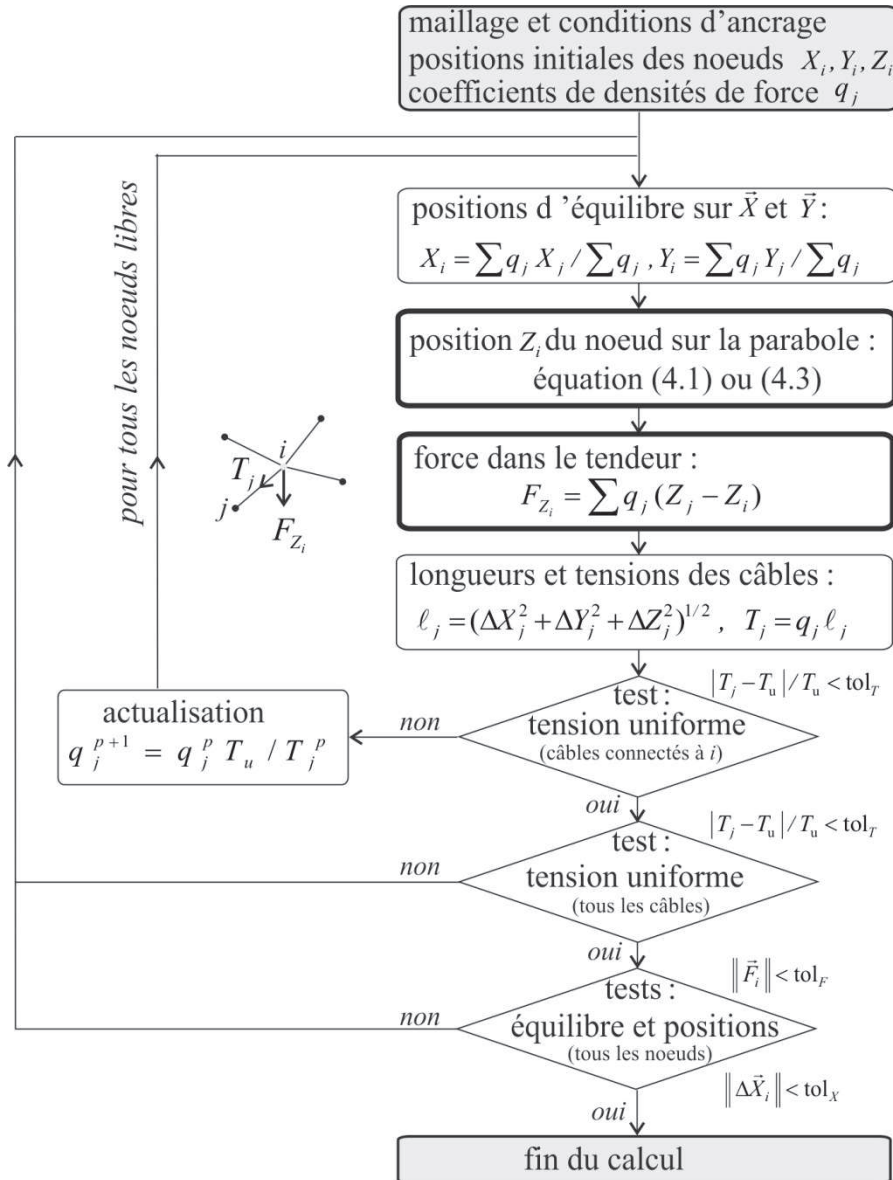 maillage et conditions d'ancrage
positions initiales des noeuds X_i, Y_i, Z_i
coefficients de densités de force q_j
pour tous les noeuds libres
positions d ’équilibre sur \vec{X} et \vec{Y} :
X_i = ∑ q_j X_j / ∑ q_j , Y_i = ∑ q_j Y_j / ∑ q_j
position Z_i du noeud sur la parabole :
équation (4.1) ou (4.3)
i
T_j
j
F_{Z_i}
force dans le tendeur :
F_{Z_i} = ∑ q_j (Z_j − Z_i)
longueurs et tensions des câbles :
ℓ_j = (ΔX_j^2 + ΔY_j^2 + ΔZ_j^2)^{1/2} , T_j = q_j ℓ_j
|T_j − T_u| / T_u < tol_T
test :
tension uniforme
(câbles connectés à i)
non
actualisation
q_j^{p+1} = q_j^p T_u / T_j^p
oui
|T_j − T_u| / T_u < tol_T
test :
tension uniforme
(tous les câbles)
non
oui
‖\vec{F}_i‖ < tol_F
tests :
équilibre et positions
(tous les noeuds)
non
‖Δ\vec{X}_i‖ < tol_X
oui
fin du calcul